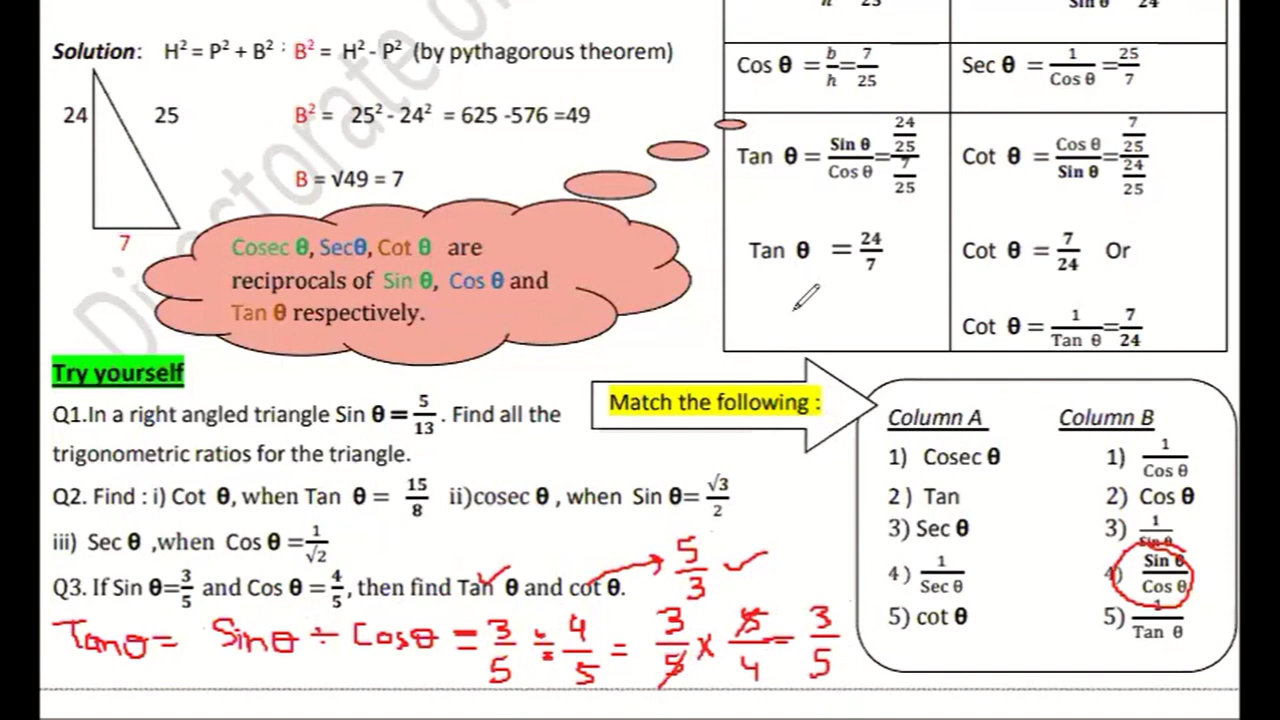 h 25
Sin θ 24
Solution: H² = P² + B² ; B² = H² - P² (by pythagorous theorem)
24 25
B² = 25² - 24² = 625 -576 =49
B = √49 = 7
7
Cosec θ, Secθ, Cot θ are
reciprocals of Sin θ, Cos θ and
Tan θ respectively.
Cos θ = b/h = 7/25
Sec θ = 1/Cos θ = 25/7
Tan θ = Sin θ/Cos θ = 24/25 / 7/25
Cot θ = Cos θ/Sin θ = 7/25 / 24/25
Tan θ = 24/7
Cot θ = 7/24 Or
Cot θ = 1/Tan θ = 7/24
Try yourself
Q1.In a right angled triangle Sin θ = 5/13 . Find all the
trigonometric ratios for the triangle.
Q2. Find : i) Cot θ, when Tan θ = 15/8 ii)cosec θ , when Sin θ= √3/2
iii) Sec θ ,when Cos θ = 1/√2
Q3. If Sin θ=3/5 and Cos θ = 4/5, then find Tan θ and cot θ. 5/3
Tanθ = Sinθ ÷ Cosθ = 3/5 ÷ 4/5 = 3/5 × 5/4 = 3/5
Match the following :
Column A Column B
1) Cosec θ 1) 1/Cos θ
2 ) Tan 2) Cos θ
3) Sec θ 3) 1/Sin θ
4 ) 1/Sec θ 4) Sin θ/Cos θ
5) cot θ 5) 1/Tan θ